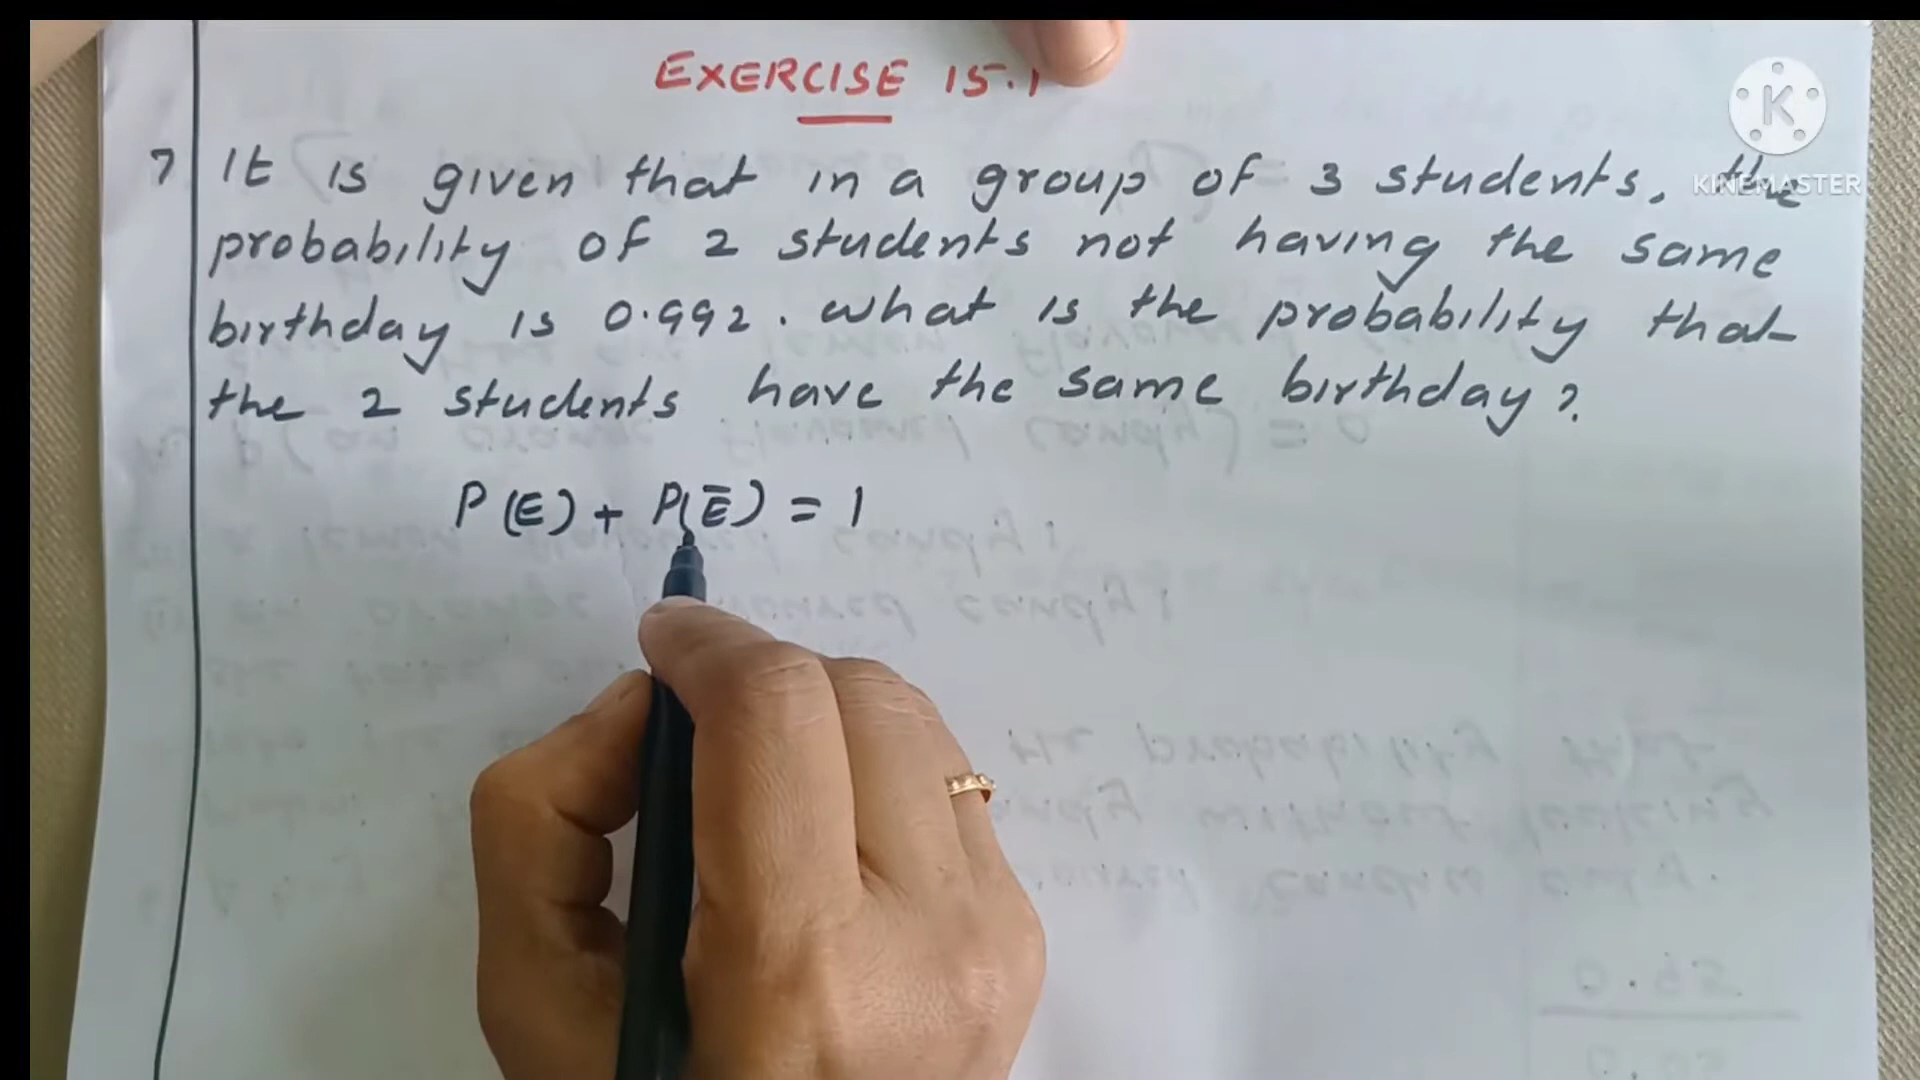 EXERCISE 15.1
7 It is given that in a group of 3 students, the
probability of 2 students not having the same
birthday is 0.992. what is the probability that
the 2 students have the same birthday?
P(E) + P(E̅) = 1
K
KINEMASTER